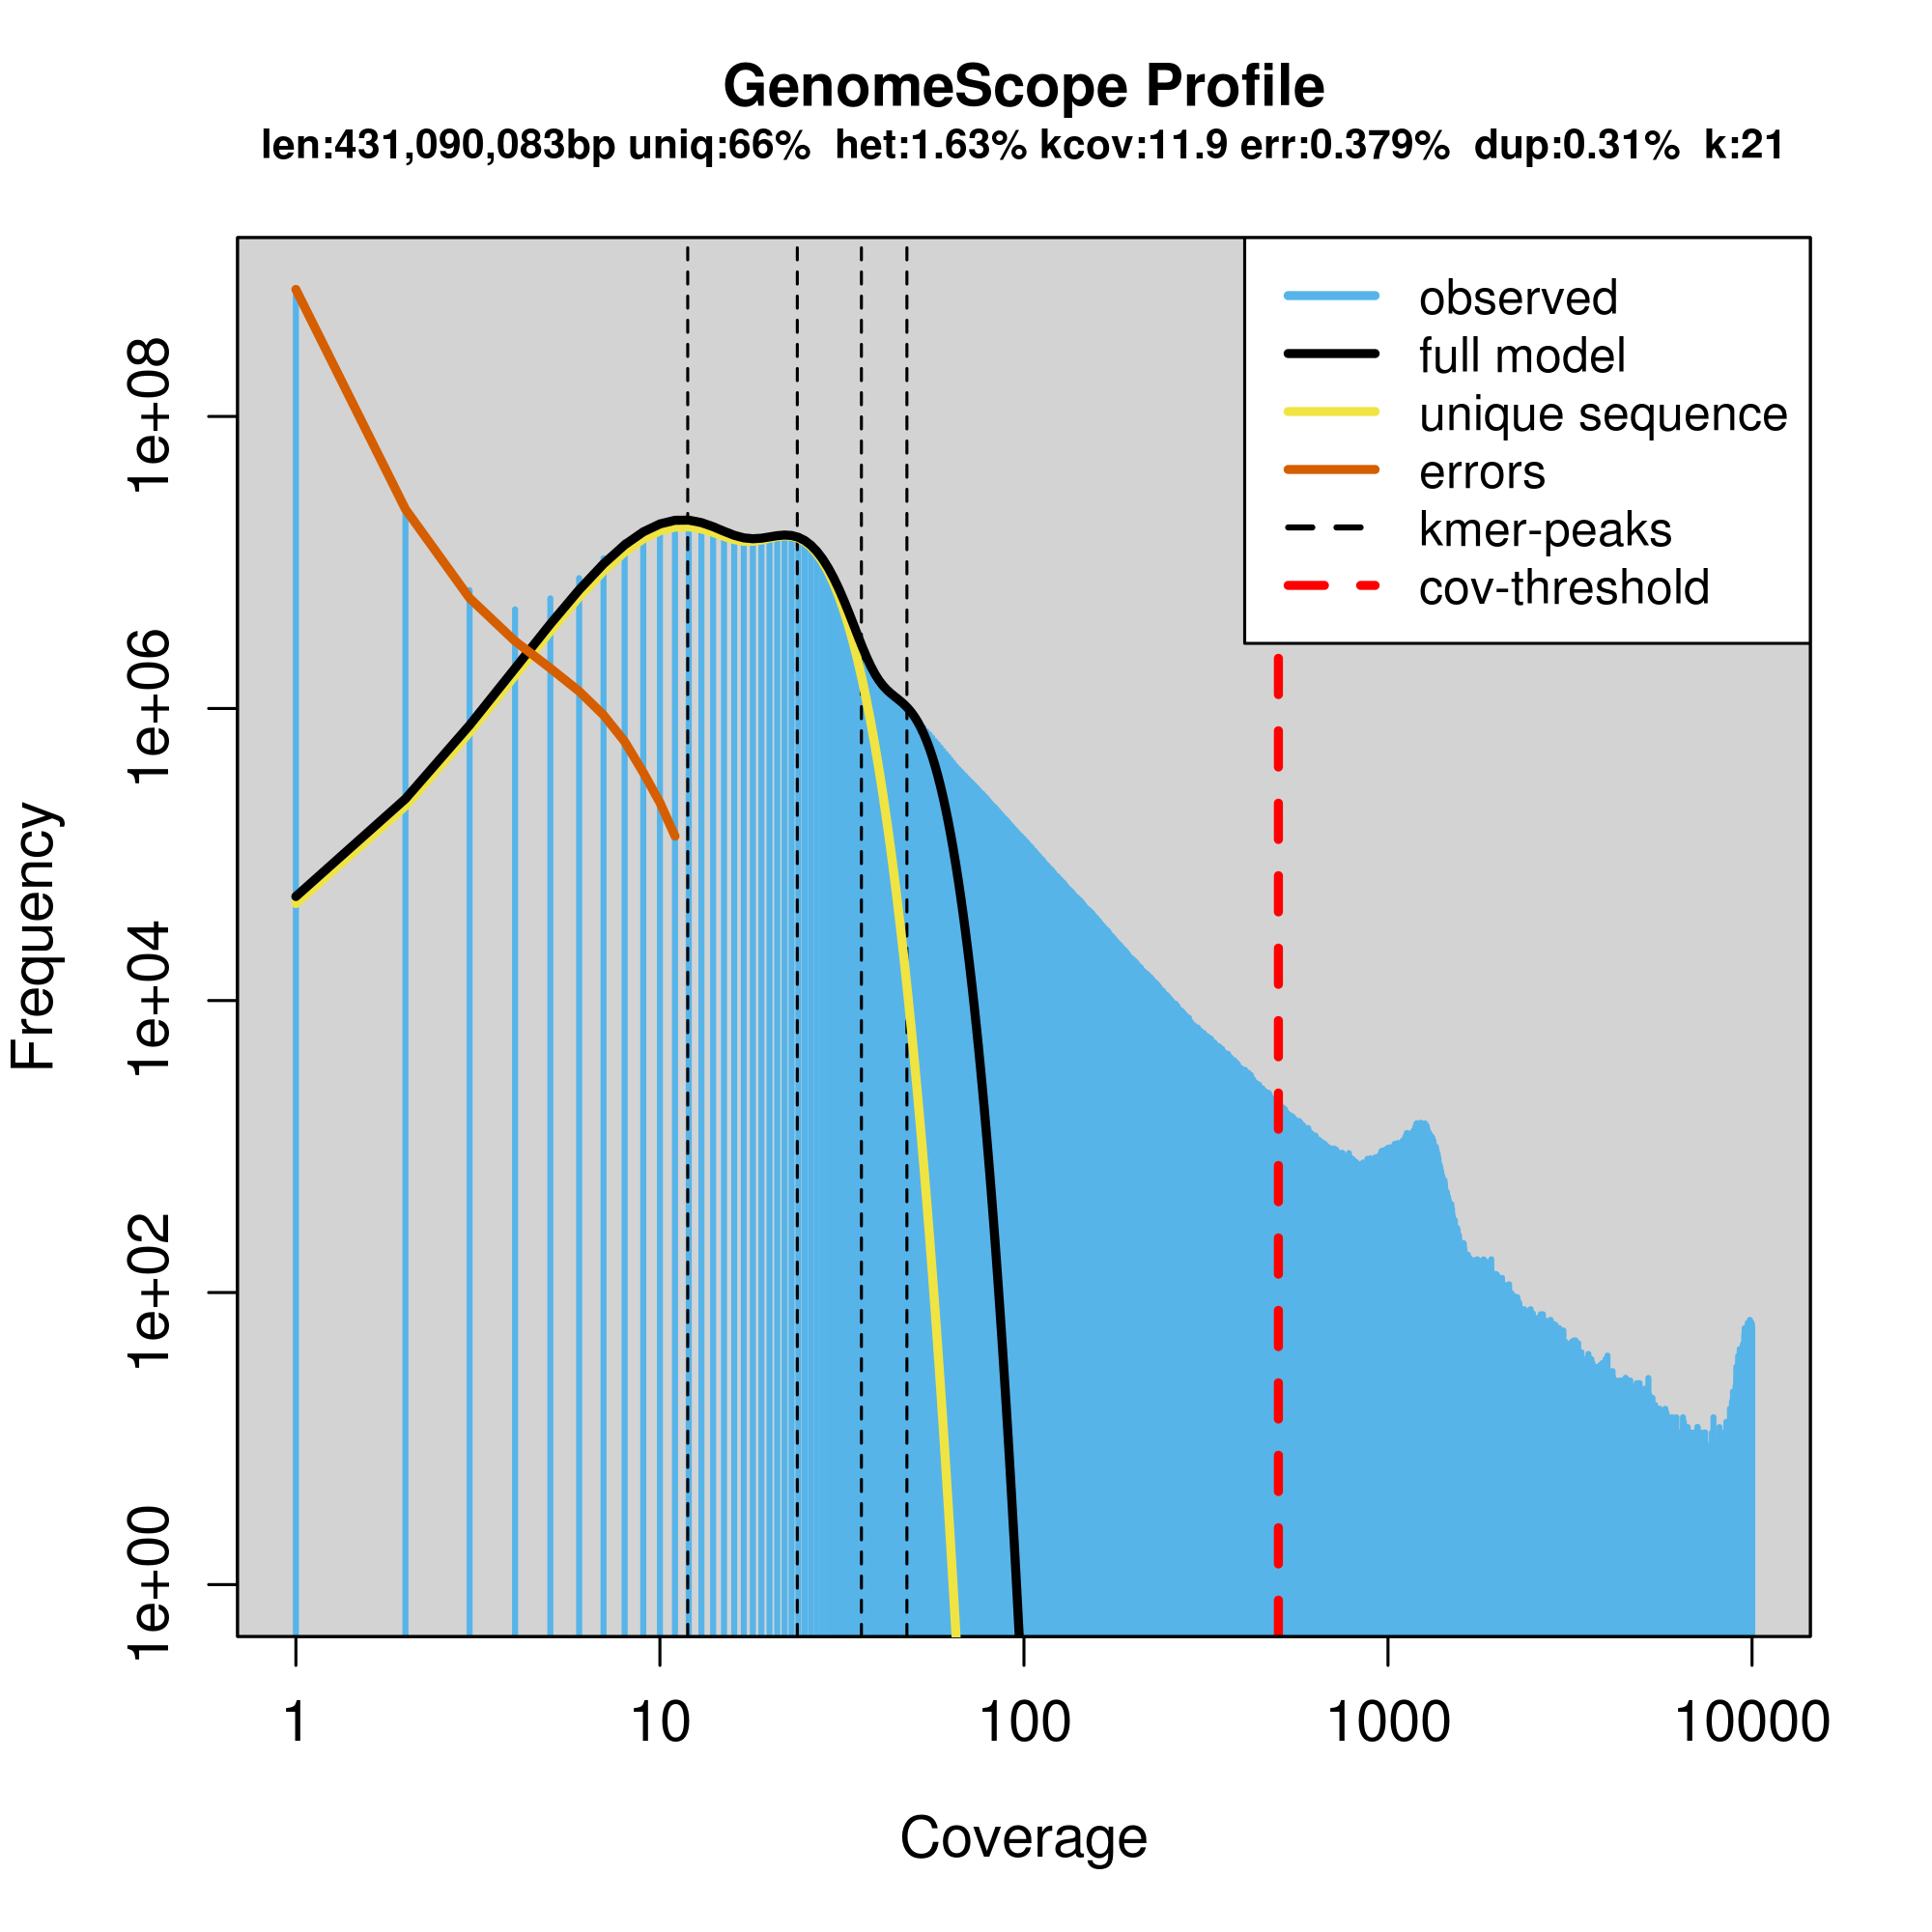 GenomeScope Profile
len:431,090,083bp uniq:66% het:1.63% kcov:11.9 err:0.379% dup:0.31% k:21
observed
full model
unique sequence
errors
kmer-peaks
cov-threshold
Frequency
1e+08
1e+06
1e+04
1e+02
1e+00
1 10 100 1000 10000
Coverage